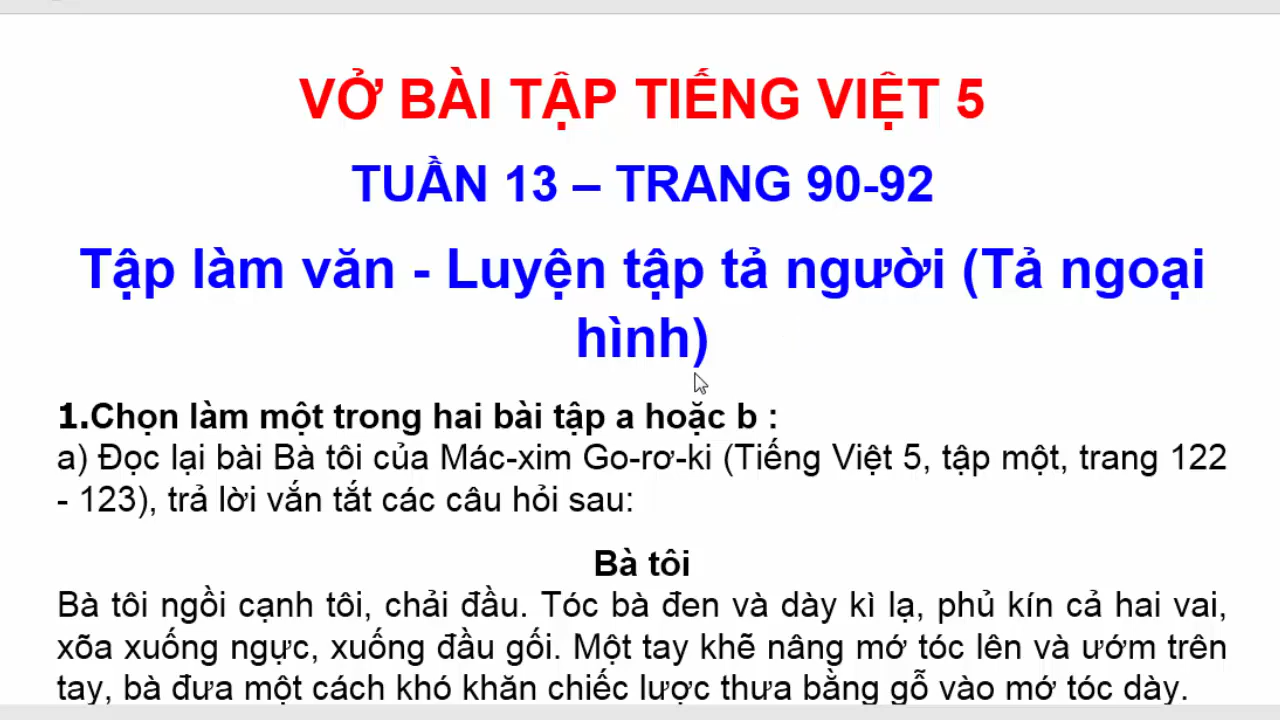 VỞ BÀI TẬP TIẾNG VIỆT 5
TUẦN 13 – TRANG 90-92
Tập làm văn - Luyện tập tả người (Tả ngoại
hình)
1.Chọn làm một trong hai bài tập a hoặc b :
a) Đọc lại bài Bà tôi của Mác-xim Go-rơ-ki (Tiếng Việt 5, tập một, trang 122
- 123), trả lời vắn tắt các câu hỏi sau:
Bà tôi
Bà tôi ngồi cạnh tôi, chải đầu. Tóc bà đen và dày kì lạ, phủ kín cả hai vai,
xõa xuống ngực, xuống đầu gối. Một tay khẽ nâng mớ tóc lên và ướm trên
tay, bà đưa một cách khó khăn chiếc lược thưa bằng gỗ vào mớ tóc dày.